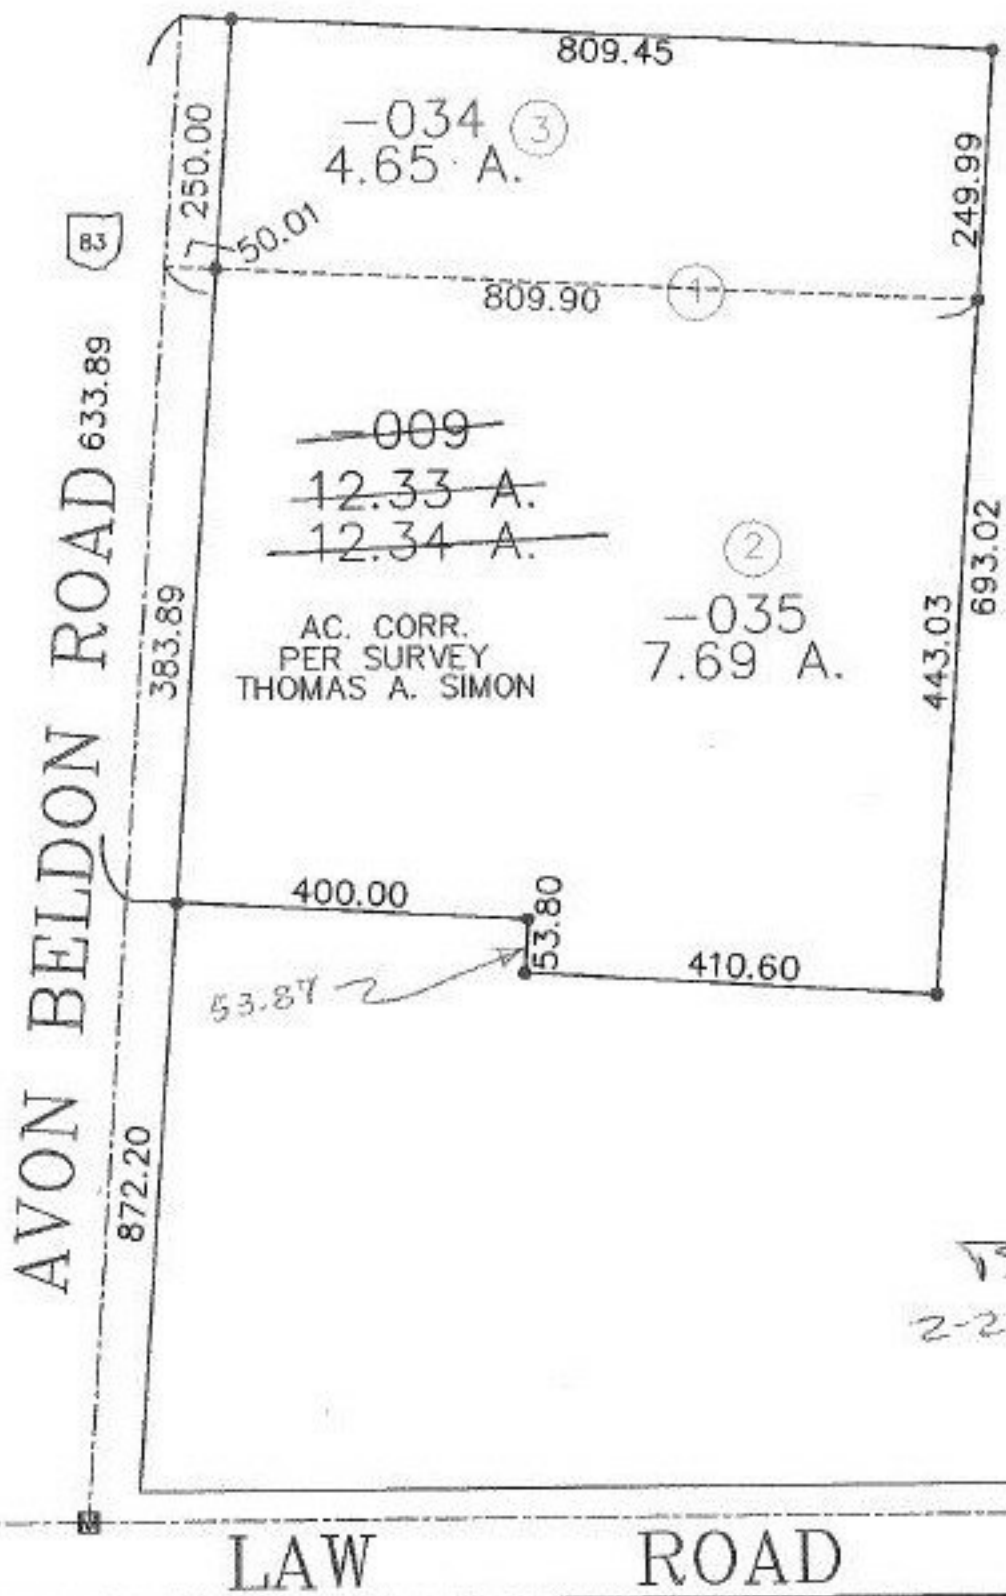 809.45
-034 3
4.65 A.
250.00
249.99
83
50.01
809.90 1
633.89
-009
12.33 A.
12.34 A.
2
693.02
AC. CORR.
PER SURVEY
THOMAS A. SIMON
-035
7.69 A.
383.89
443.03
400.00
53.80
410.60
53.87
AVON BELDON ROAD
872.20
LAW ROAD